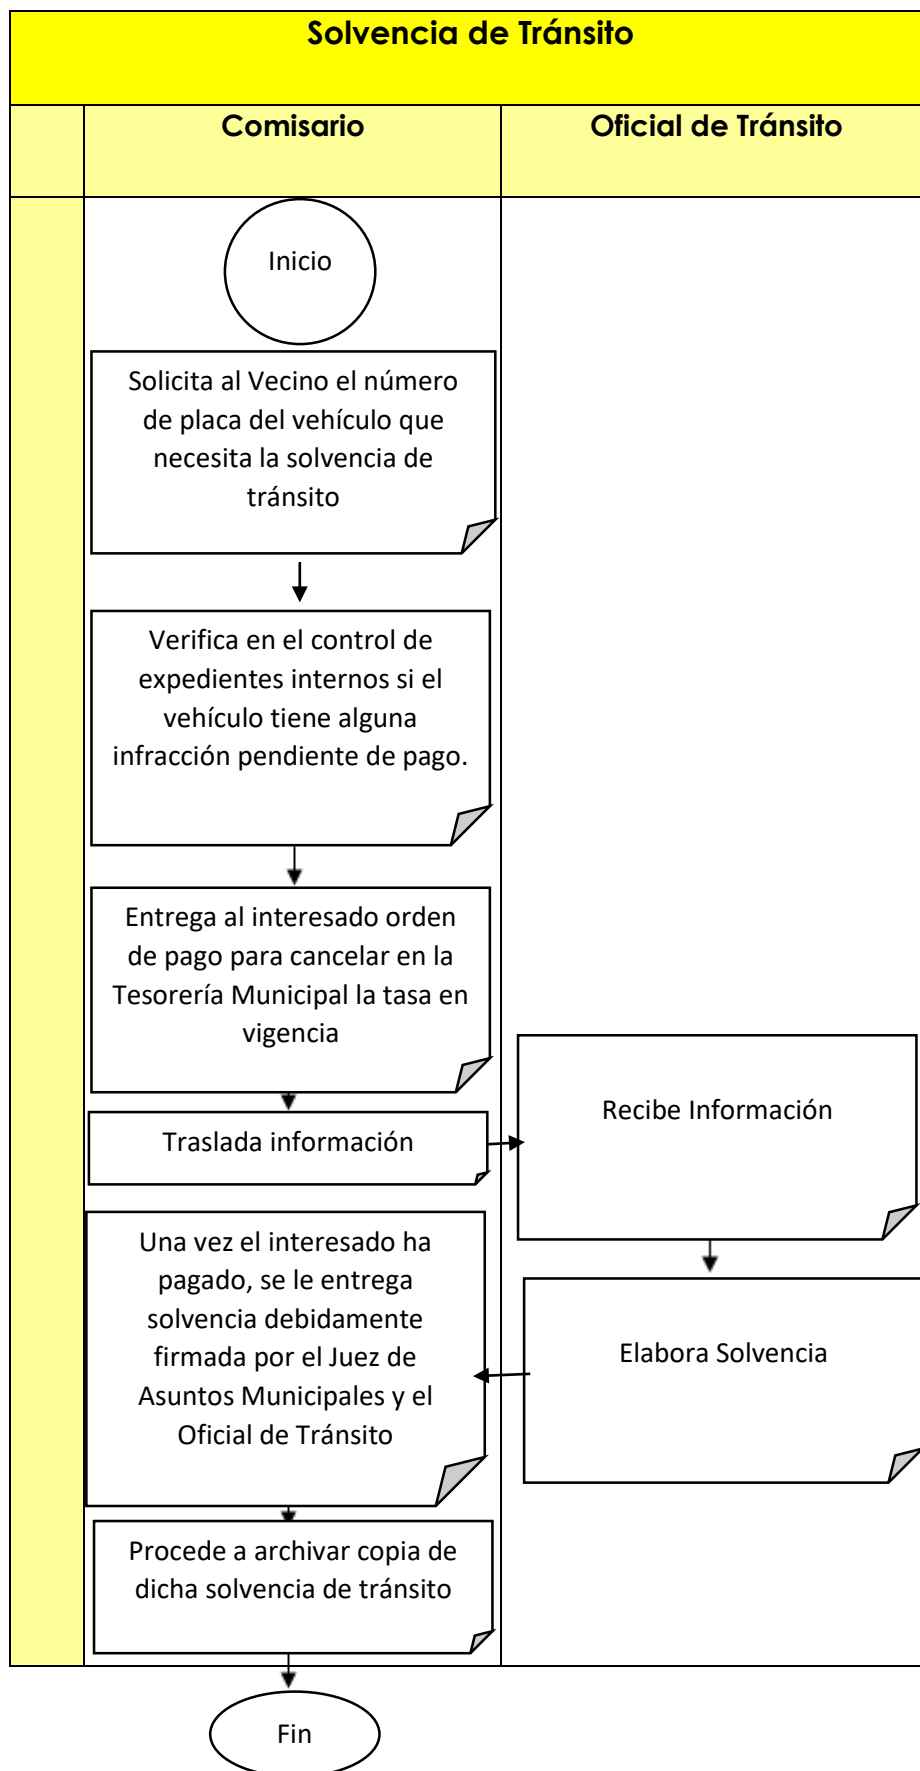 Solvencia de Tránsito
Comisario
Oficial de Tránsito
Inicio
Solicita al Vecino el número
de placa del vehículo que
necesita la solvencia de
tránsito
Verifica en el control de
expedientes internos si el
vehículo tiene alguna
infracción pendiente de pago.
Entrega al interesado orden
de pago para cancelar en la
Tesorería Municipal la tasa en
vigencia
Traslada información
Recibe Información
Elabora Solvencia
Una vez el interesado ha
pagado, se le entrega
solvencia debidamente
firmada por el Juez de
Asuntos Municipales y el
Oficial de Tránsito
Procede a archivar copia de
dicha solvencia de tránsito
Fin